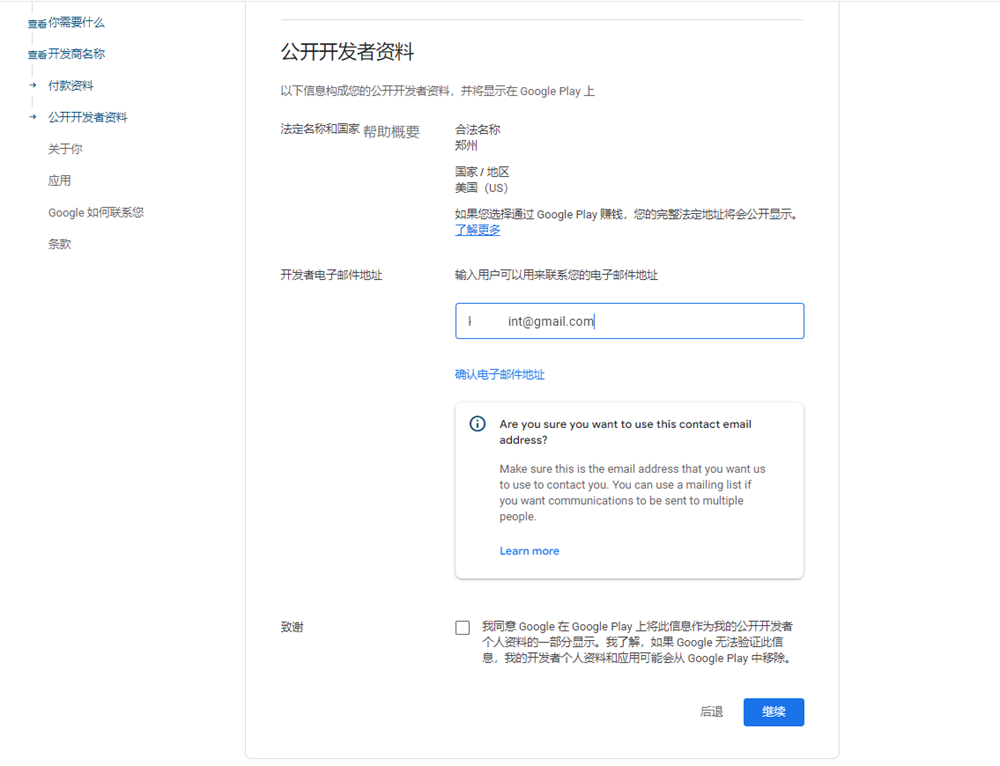 查看你需要什么
查看开发商名称
→ 付款资料
→ 公开开发者资料
关于你
应用
Google 如何联系您
条款
公开开发者资料
以下信息构成您的公开开发者资料，并将显示在 Google Play 上
法定名称和国家 帮助概要
合法名称
郑州
国家 / 地区
美国（US）
如果您选择通过 Google Play 赚钱，您的完整法定地址将会公开显示。
了解更多
开发者电子邮件地址
输入用户可以用来联系您的电子邮件地址
int@gmail.com
确认电子邮件地址
Are you sure you want to use this contact email
address?
Make sure this is the email address that you want us
to use to contact you. You can use a mailing list if
you want communications to be sent to multiple
people.
Learn more
致谢
我同意 Google 在 Google Play 上将此信息作为我的公开开发者
个人资料的一部分显示。我了解，如果 Google 无法验证此信
息，我的开发者个人资料和应用可能会从 Google Play 中移除。
后退
继续